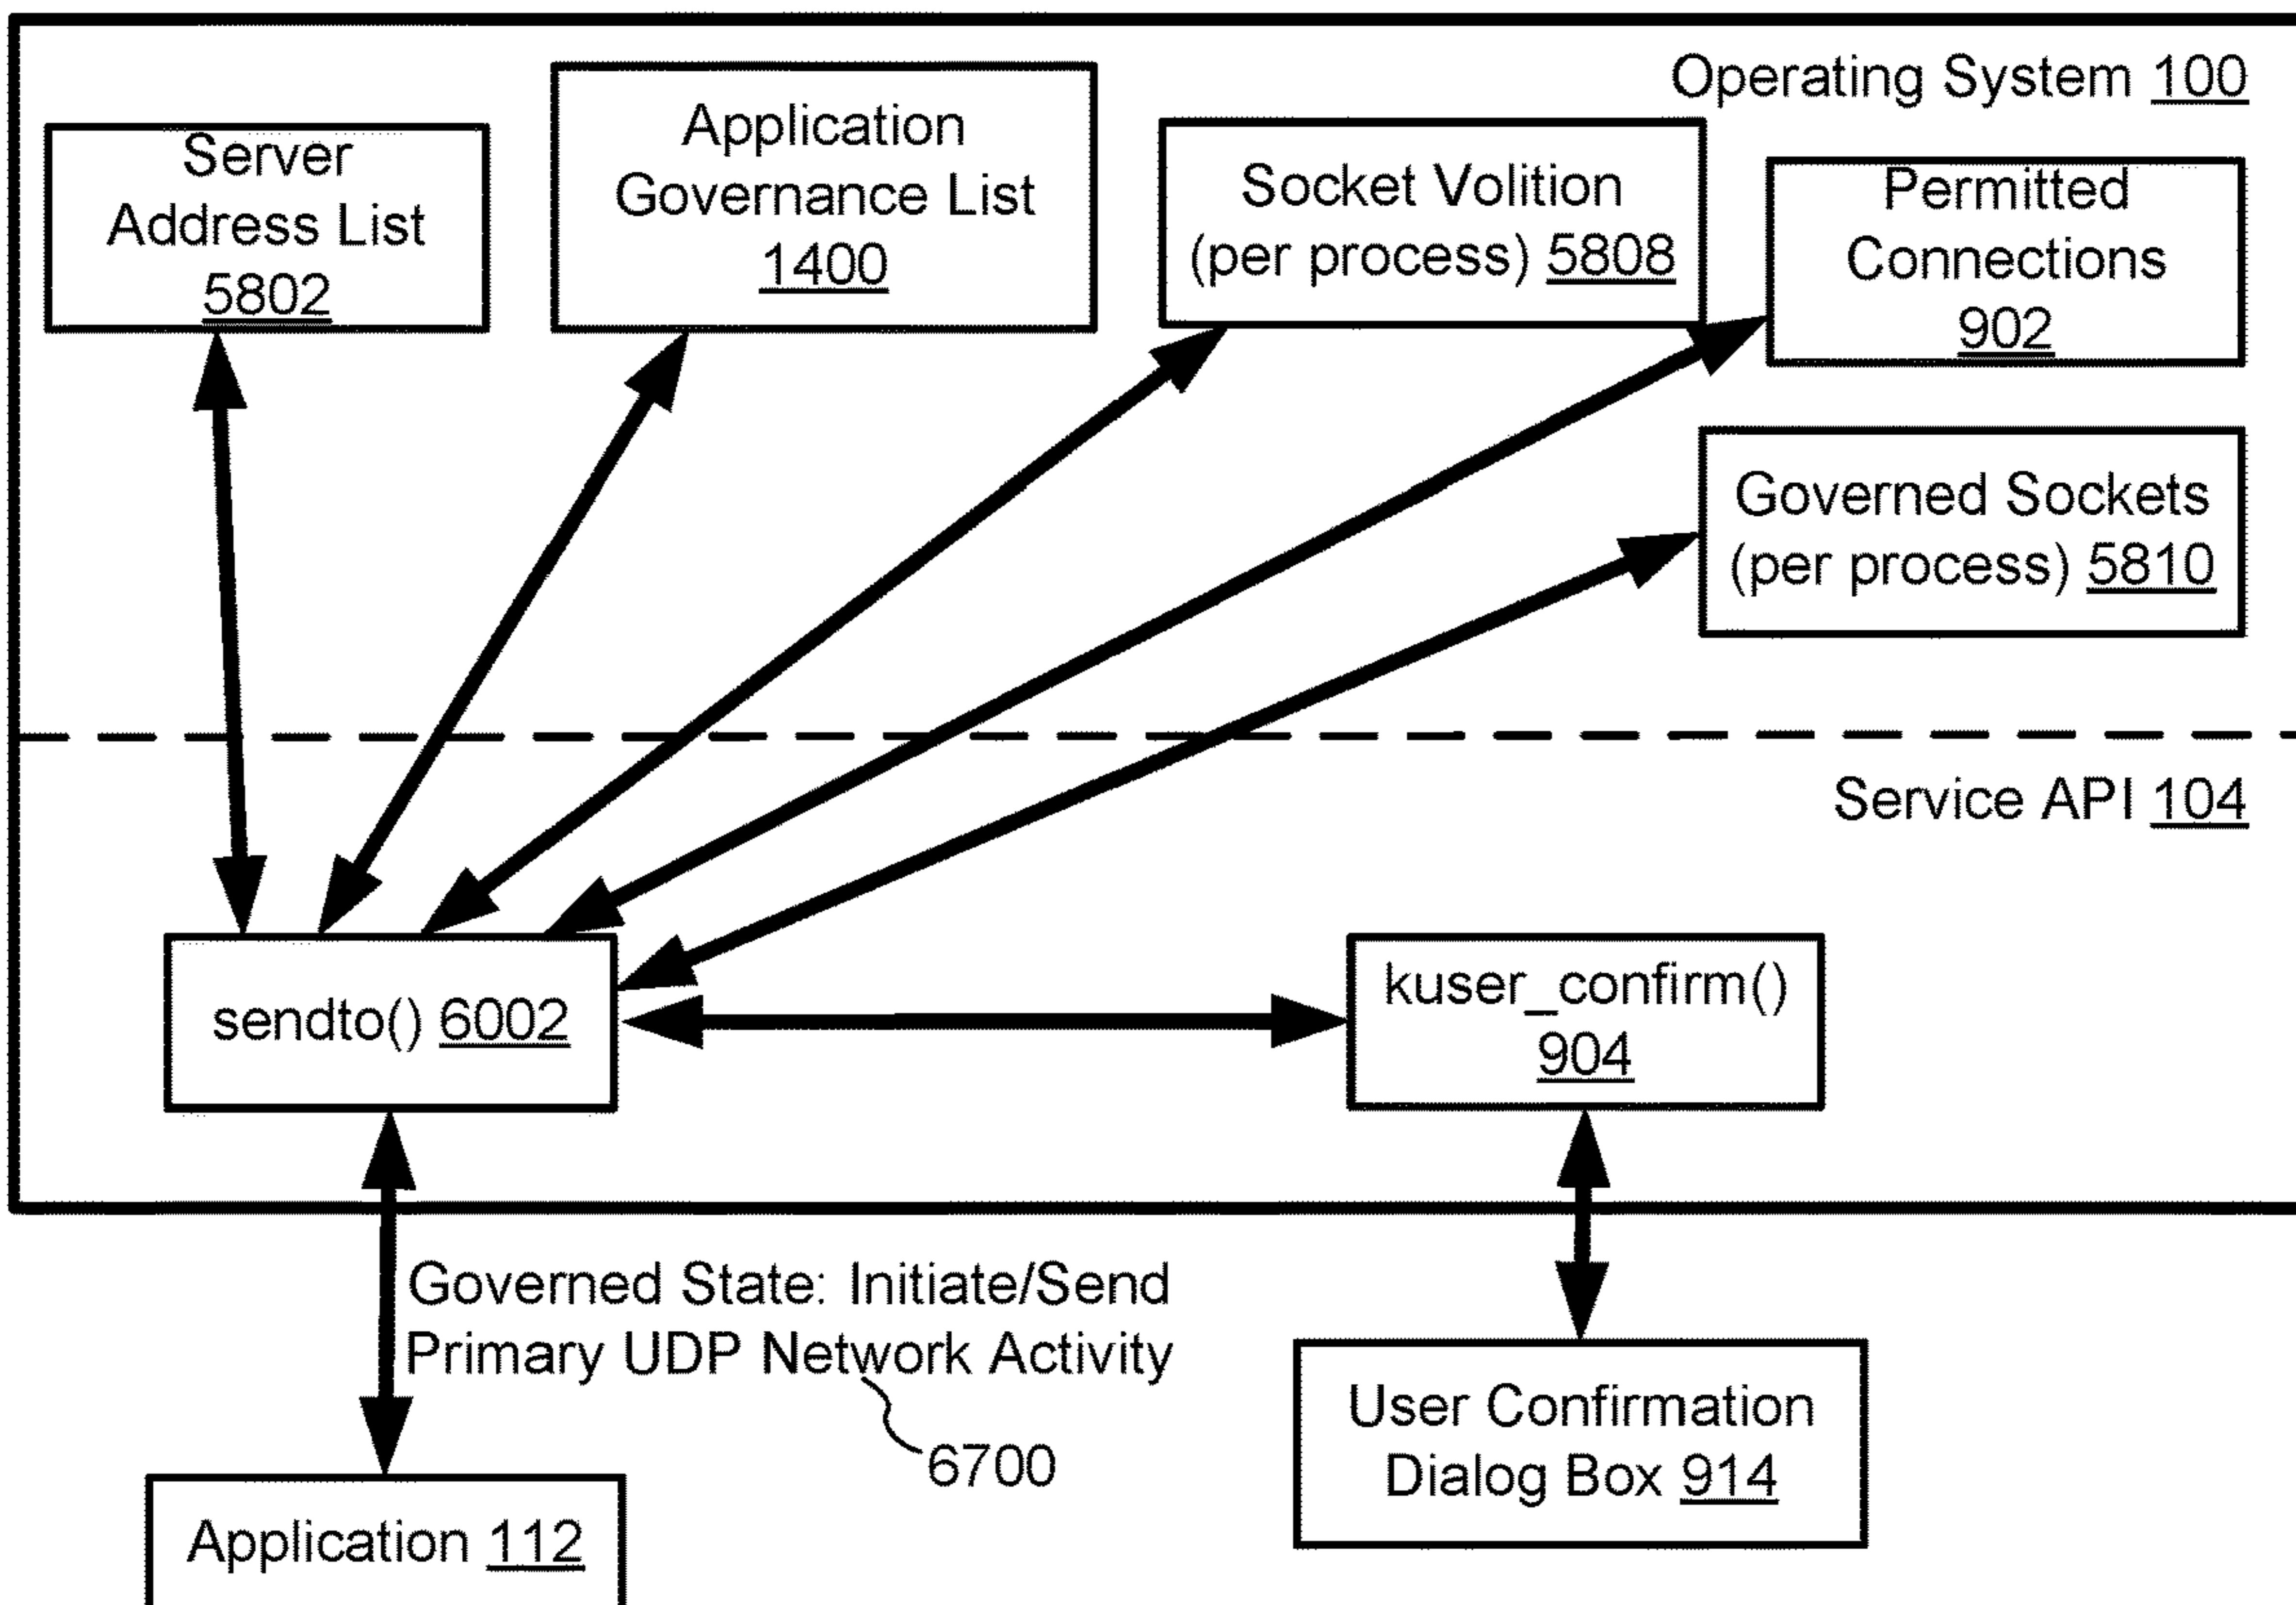 Operating System 100
Server
Address List
5802
Application
Governance List
1400
Socket Volition
(per process) 5808
Permitted
Connections
902
Governed Sockets
(per process) 5810
Service API 104
sendto() 6002
kuser_confirm()
904
Governed State: Initiate/Send
Primary UDP Network Activity
6700
User Confirmation
Dialog Box 914
Application 112